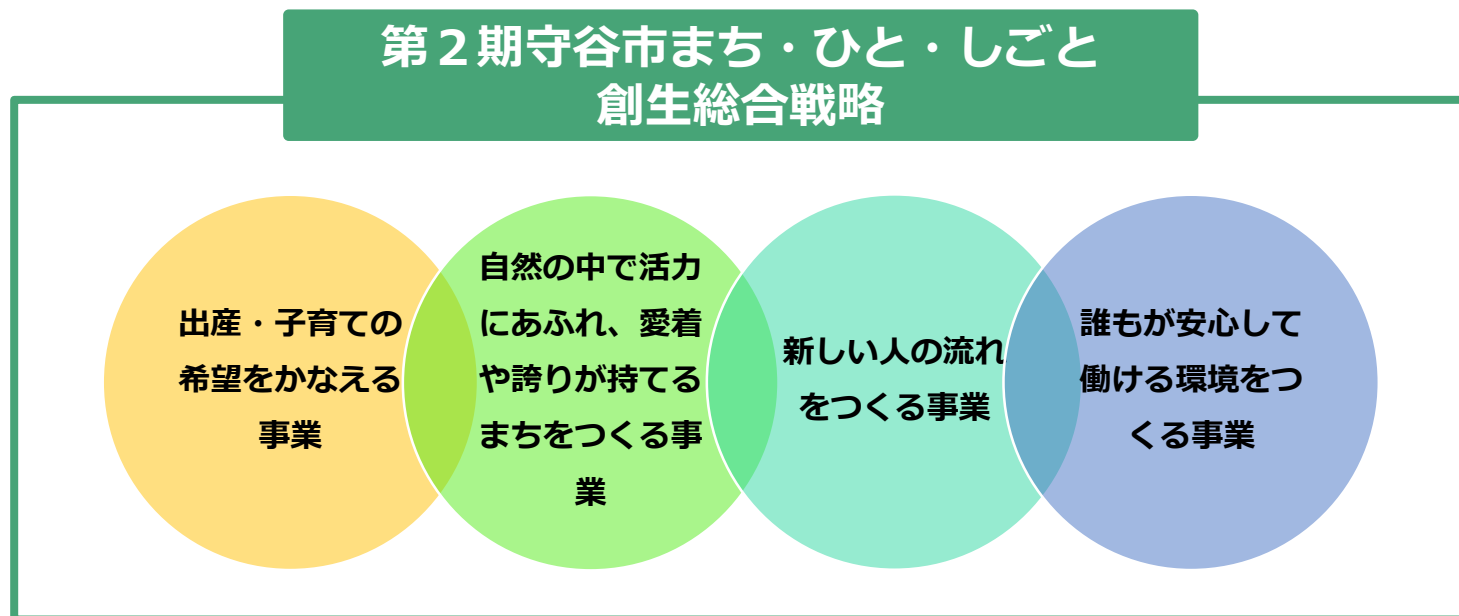 第２期守谷市まち・ひと・しごと
創生総合戦略
出産・子育ての
希望をかなえる
事業
自然の中で活力
にあふれ、愛着
や誇りが持てる
まちをつくる事
業
新しい人の流れ
をつくる事業
誰もが安心して
働ける環境をつ
くる事業